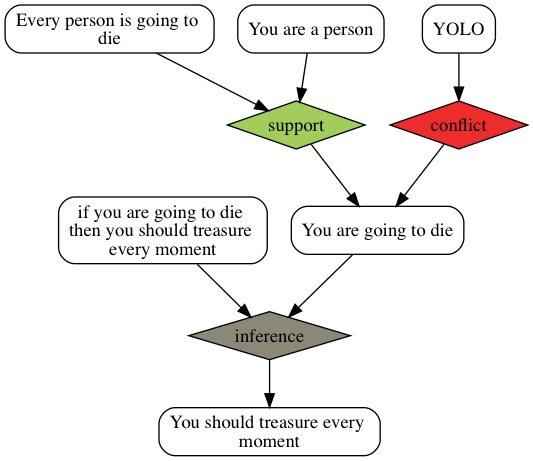 Every person is going to
die
You are a person
YOLO
support
conflict
if you are going to die
then you should treasure
every moment
You are going to die
inference
You should treasure every
moment